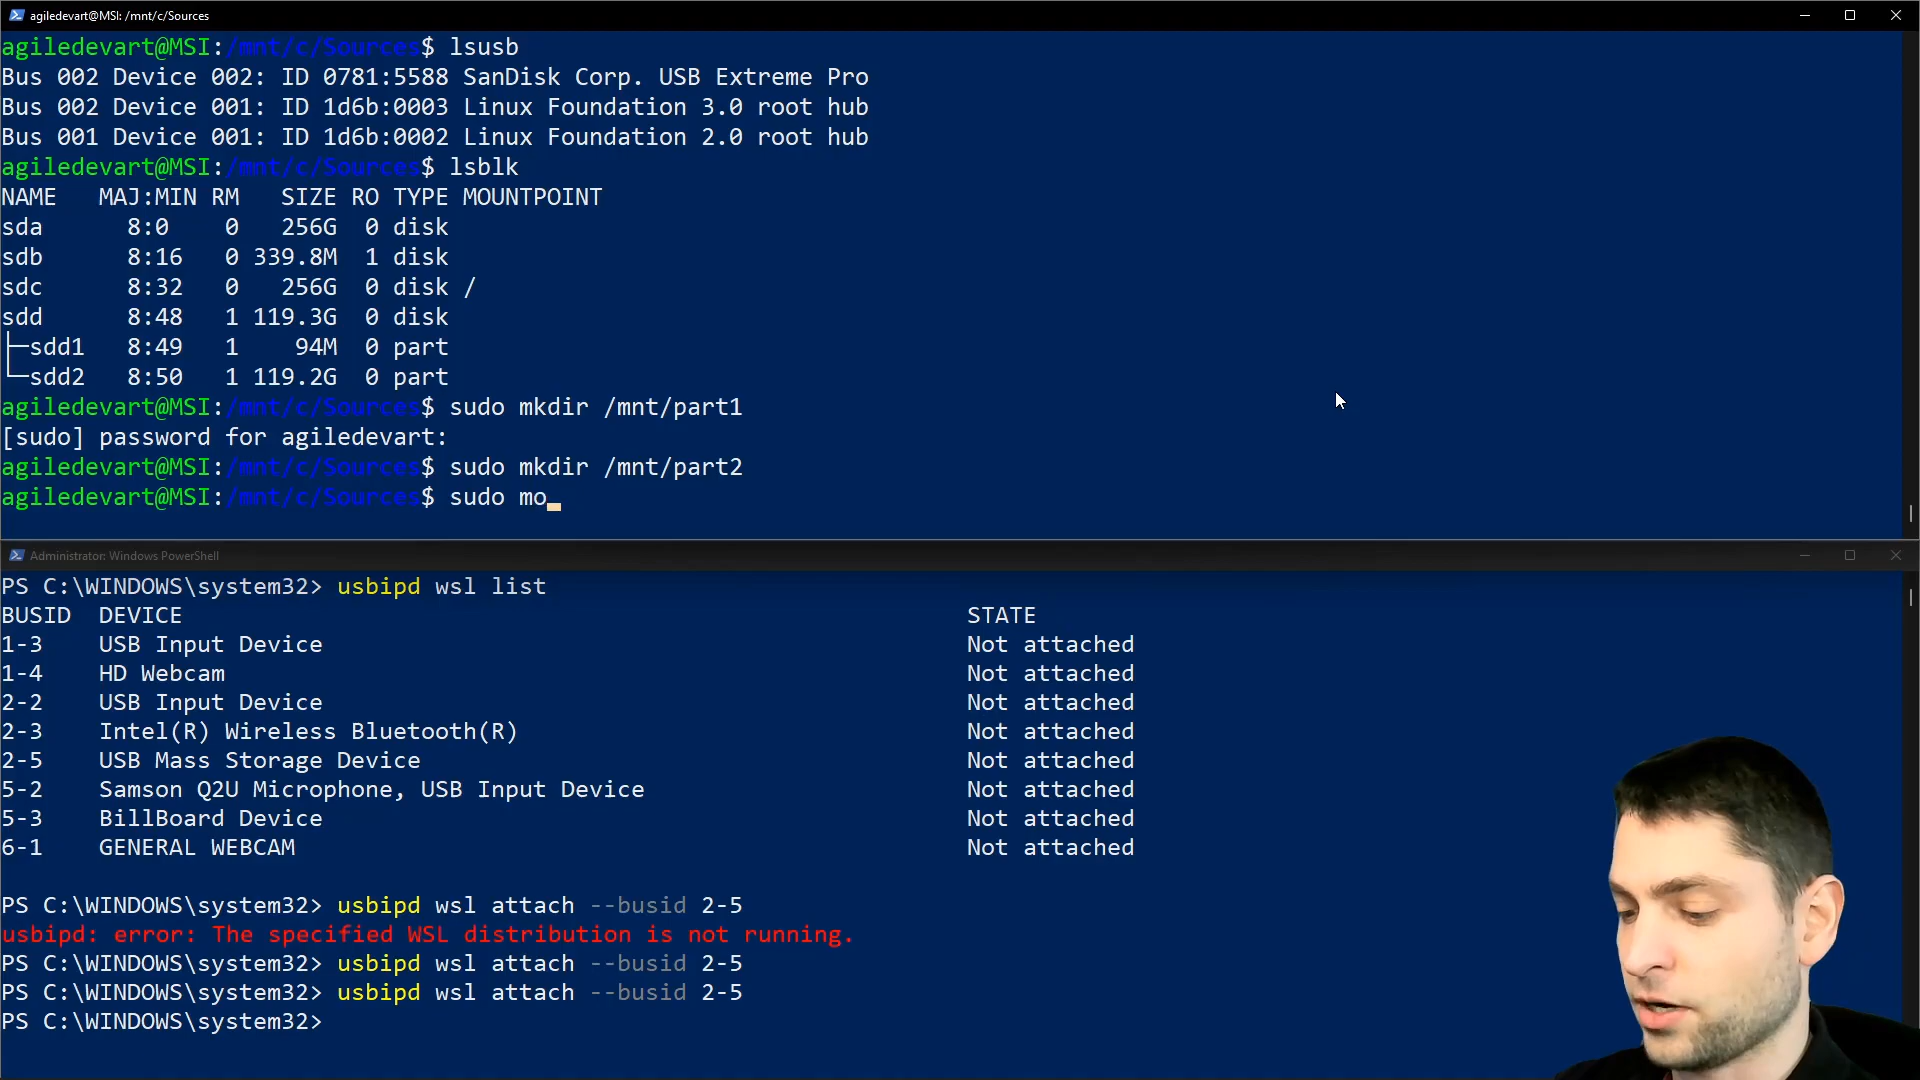 agiledevart@MSI: /mnt/c/Sources
agiledevart@MSI:/mnt/c/Sources$ lsusb
Bus 002 Device 002: ID 0781:5588 SanDisk Corp. USB Extreme Pro
Bus 002 Device 001: ID 1d6b:0003 Linux Foundation 3.0 root hub
Bus 001 Device 001: ID 1d6b:0002 Linux Foundation 2.0 root hub
agiledevart@MSI:/mnt/c/Sources$ lsblk
NAME   MAJ:MIN RM   SIZE RO TYPE MOUNTPOINT
sda      8:0    0   256G  0 disk
sdb      8:16   0 339.8M  1 disk
sdc      8:32   0   256G  0 disk /
sdd      8:48   1 119.3G  0 disk
├─sdd1   8:49   1    94M  0 part
└─sdd2   8:50   1 119.2G  0 part
agiledevart@MSI:/mnt/c/Sources$ sudo mkdir /mnt/part1
[sudo] password for agiledevart:
agiledevart@MSI:/mnt/c/Sources$ sudo mkdir /mnt/part2
agiledevart@MSI:/mnt/c/Sources$ sudo mo
Administrator: Windows PowerShell
PS C:\WINDOWS\system32> usbipd wsl list
BUSID  DEVICE                                                        STATE
1-3    USB Input Device                                              Not attached
1-4    HD Webcam                                                     Not attached
2-2    USB Input Device                                              Not attached
2-3    Intel(R) Wireless Bluetooth(R)                                Not attached
2-5    USB Mass Storage Device                                       Not attached
5-2    Samson Q2U Microphone, USB Input Device                       Not attached
5-3    BillBoard Device                                              Not attached
6-1    GENERAL WEBCAM                                                Not attached
PS C:\WINDOWS\system32> usbipd wsl attach --busid 2-5
usbipd: error: The specified WSL distribution is not running.
PS C:\WINDOWS\system32> usbipd wsl attach --busid 2-5
PS C:\WINDOWS\system32> usbipd wsl attach --busid 2-5
PS C:\WINDOWS\system32>